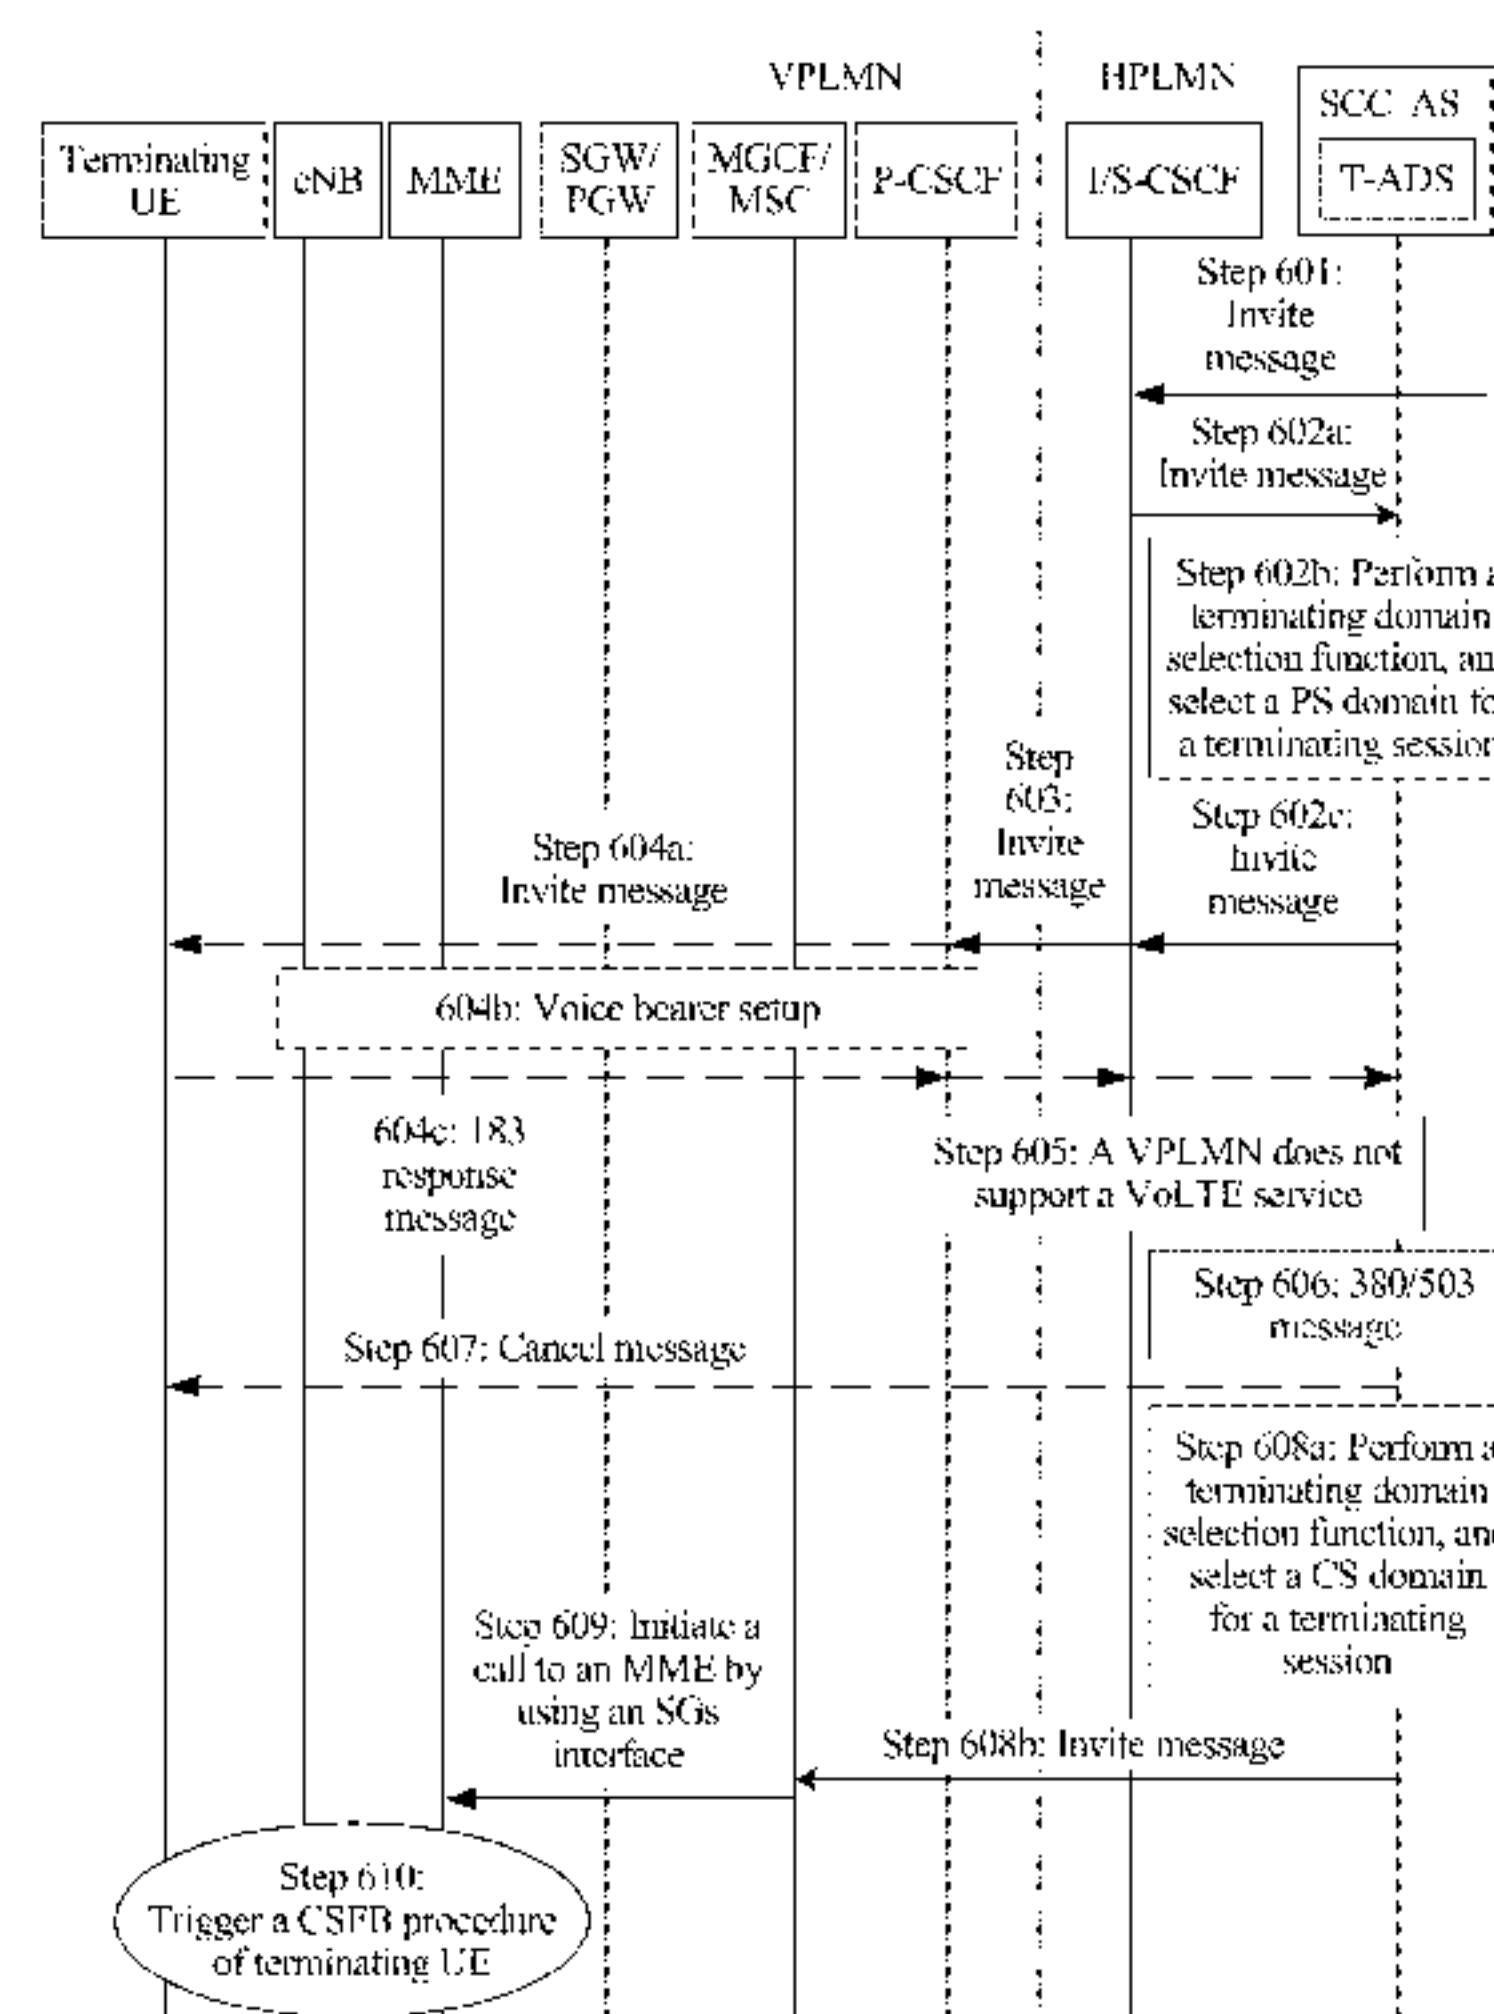 VPLMN
HPLMN
SCC AS
T-ADS
Terminating
UE
eNB
MME
SGW/
PGW
MGCF/
MSC
P-CSCF
I/S-CSCF
Step 601:
Invite
message
Step 602a:
Invite message
Step 602b: Perform a
terminating domain
selection function, an
select a PS domain fo
a terminating session
Step
603:
Invite
message
Step 602c:
Invite
message
Step 604a:
Invite message
604b: Voice bearer setup
604c: 183
response
message
Step 605: A VPLMN does not
support a VoLTE service
Step 606: 380/503
message
Step 607: Cancel message
Step 608a: Perform a
terminating domain
selection function, and
select a CS domain
for a terminating
session
Step 609: Initiate a
call to an MME by
using an SGs
interface
Step 608b: Invite message
Step 610:
Trigger a CSFB procedure
of terminating UE